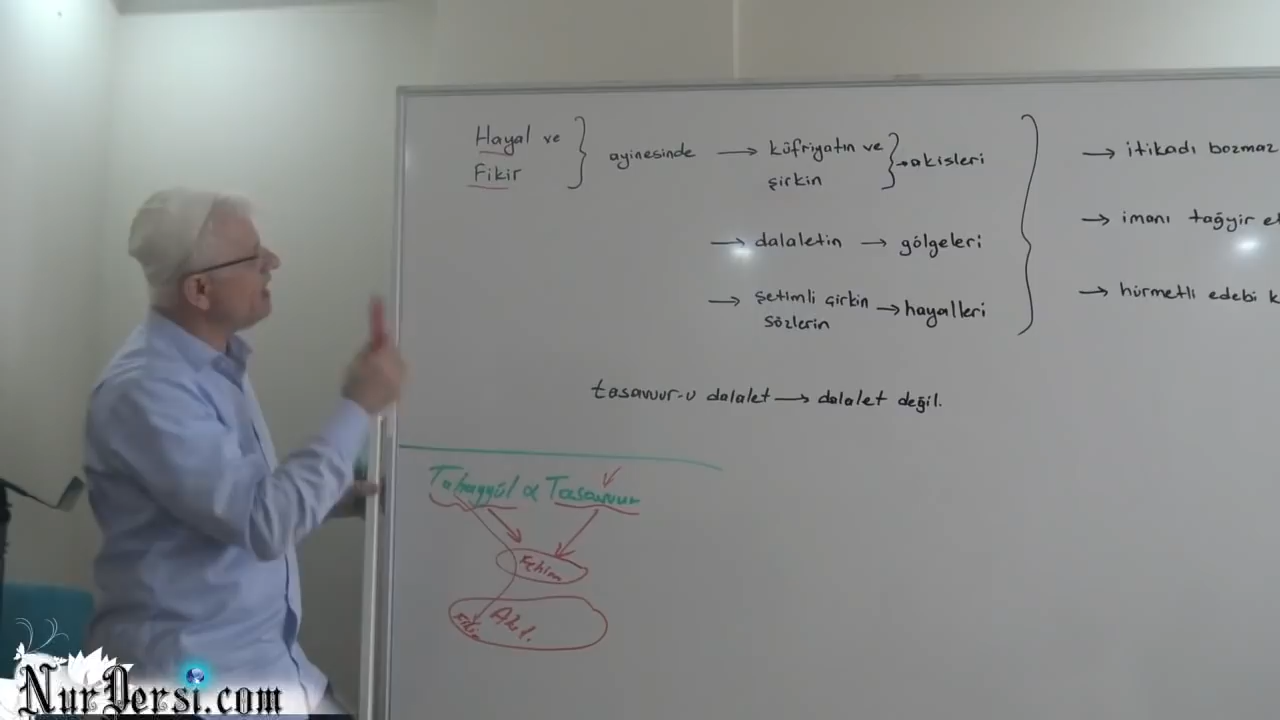 Hayal ve
Fikir
ayinesinde → küfriyatın ve
şirkin
→ akisleri
→ itikadı bozmaz
→ dalaletin → gölgeleri
→ imanı tağyir et
→ şetimli çirkin → hayalleri
sözlerin
→ hürmetli edebi k
tasavvur-u dalalet → dalalet değil.
Tahayyül Tasavvur
Fehim
Akıl
NurDersi.com